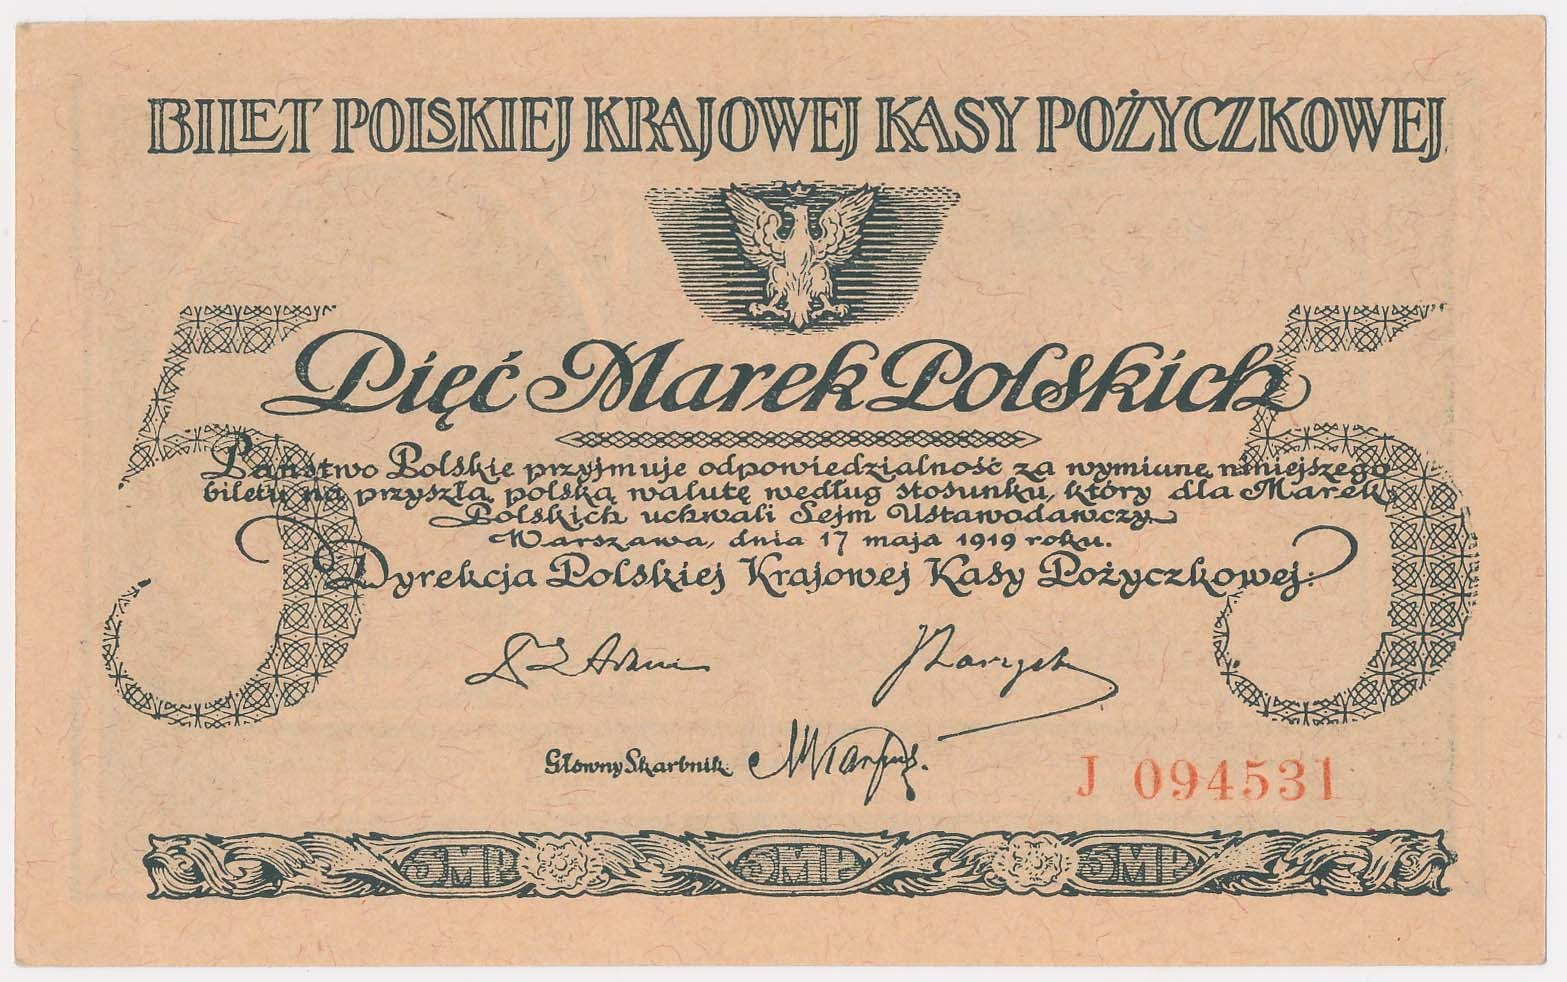 BILET POLSKIEJ KRAJOWEJ KASY POŻYCZKOWEJ
5 Pięć Marek Polskich 5
Państwo Polskie przyjmuje odpowiedzialność za wymianę niniejszego
biletu na przyszłą polską walutę według stosunku, który dla Marek
Polskich uchwali Sejm Ustawodawczy
Warszawa, dnia 17 maja 1919 roku.
Dyrekcja Polskiej Krajowej Kasy Pożyczkowej:
Główny Skarbnik
J 094531
5MP 5MP 5MP